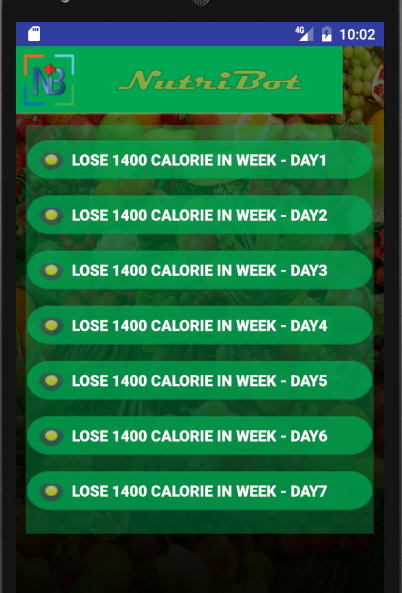 4G 10:02
NB NutriBot
LOSE 1400 CALORIE IN WEEK - DAY1
LOSE 1400 CALORIE IN WEEK - DAY2
LOSE 1400 CALORIE IN WEEK - DAY3
LOSE 1400 CALORIE IN WEEK - DAY4
LOSE 1400 CALORIE IN WEEK - DAY5
LOSE 1400 CALORIE IN WEEK - DAY6
LOSE 1400 CALORIE IN WEEK - DAY7